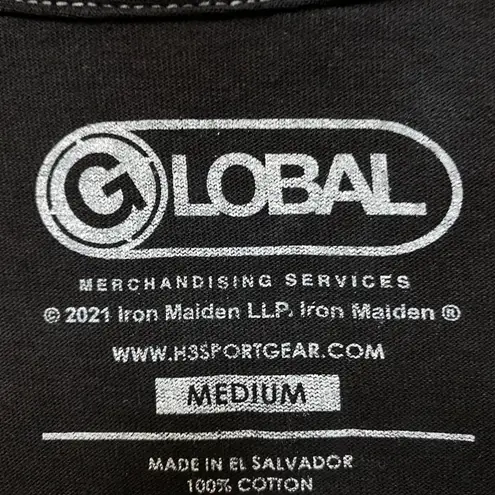 GLOBAL
MERCHANDISING SERVICES
© 2021 Iron Maiden LLP. Iron Maiden ®
WWW.H3SPORTGEAR.COM
MEDIUM
MADE IN EL SALVADOR
100% COTTON